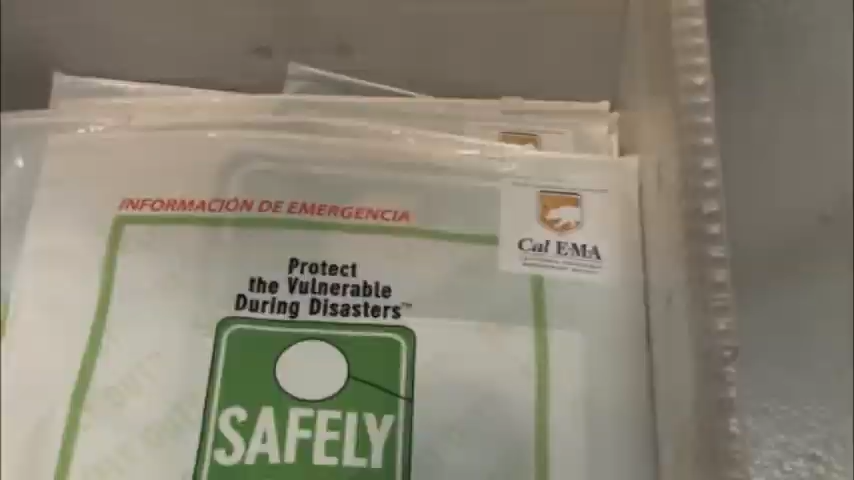 INFORMACIÓN DE EMERGENCIA
Cal EMA
Protect
the Vulnerable
During Disasters™
SAFELY